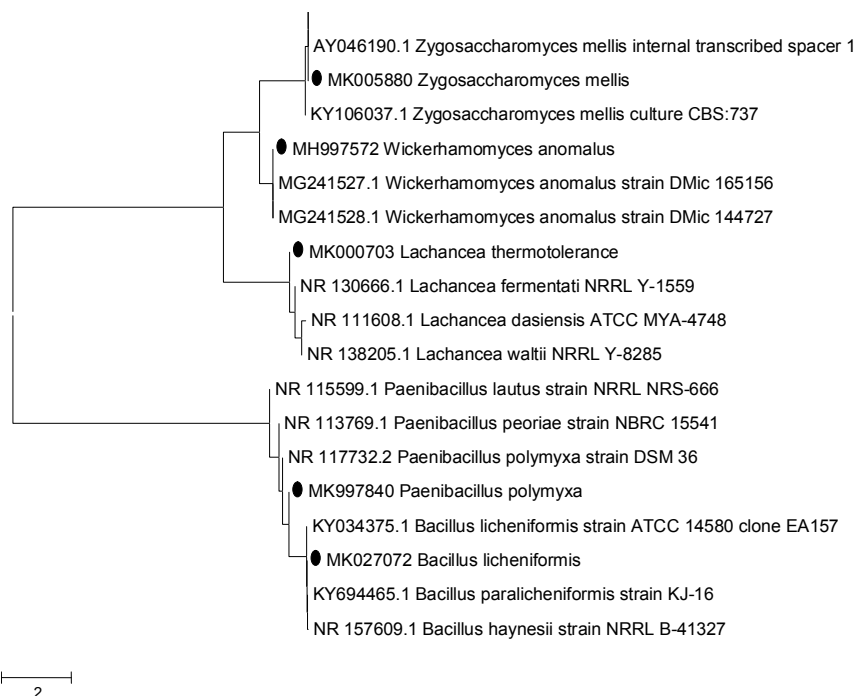 AY046190.1 Zygosaccharomyces mellis internal transcribed spacer 1
MK005880 Zygosaccharomyces mellis
KY106037.1 Zygosaccharomyces mellis culture CBS:737
MH997572 Wickerhamomyces anomalus
MG241527.1 Wickerhamomyces anomalus strain DMic 165156
MG241528.1 Wickerhamomyces anomalus strain DMic 144727
MK000703 Lachancea thermotolerance
NR 130666.1 Lachancea fermentati NRRL Y-1559
NR 111608.1 Lachancea dasiensis ATCC MYA-4748
NR 138205.1 Lachancea waltii NRRL Y-8285
NR 115599.1 Paenibacillus lautus strain NRRL NRS-666
NR 113769.1 Paenibacillus peoriae strain NBRC 15541
NR 117732.2 Paenibacillus polymyxa strain DSM 36
MK997840 Paenibacillus polymyxa
KY034375.1 Bacillus licheniformis strain ATCC 14580 clone EA157
MK027072 Bacillus licheniformis
KY694465.1 Bacillus paralicheniformis strain KJ-16
NR 157609.1 Bacillus haynesii strain NRRL B-41327
2